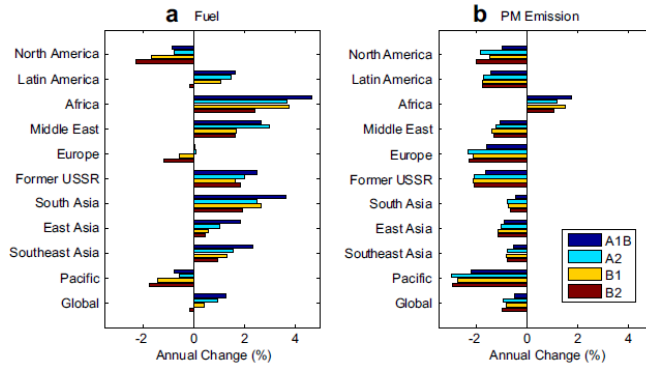 a Fuel
North America
Latin America
Africa
Middle East
Europe
Former USSR
South Asia
East Asia
Southeast Asia
Pacific
Global
-2 0 2 4
Annual Change (%)
b PM Emission
North America
Latin America
Africa
Middle East
Europe
Former USSR
South Asia
East Asia
Southeast Asia
Pacific
Global
A1B
A2
B1
B2
-2 0 2 4
Annual Change (%)